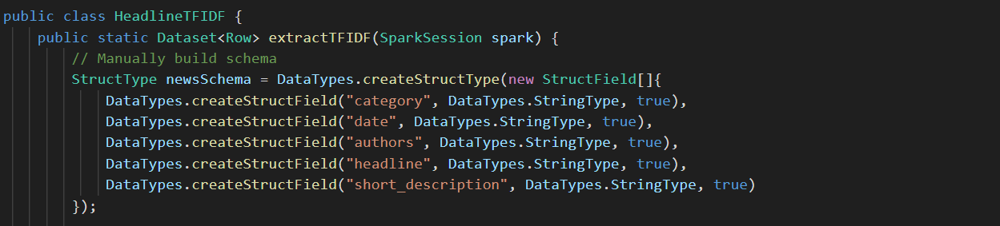 public class HeadlineTFIDF {
public static Dataset<Row> extractTFIDF(SparkSession spark) {
// Manually build schema
StructType newsSchema = DataTypes.createStructType(new StructField[]{
DataTypes.createStructField("category", DataTypes.StringType, true),
DataTypes.createStructField("date", DataTypes.StringType, true),
DataTypes.createStructField("authors", DataTypes.StringType, true),
DataTypes.createStructField("headline", DataTypes.StringType, true),
DataTypes.createStructField("short_description", DataTypes.StringType, true)
});